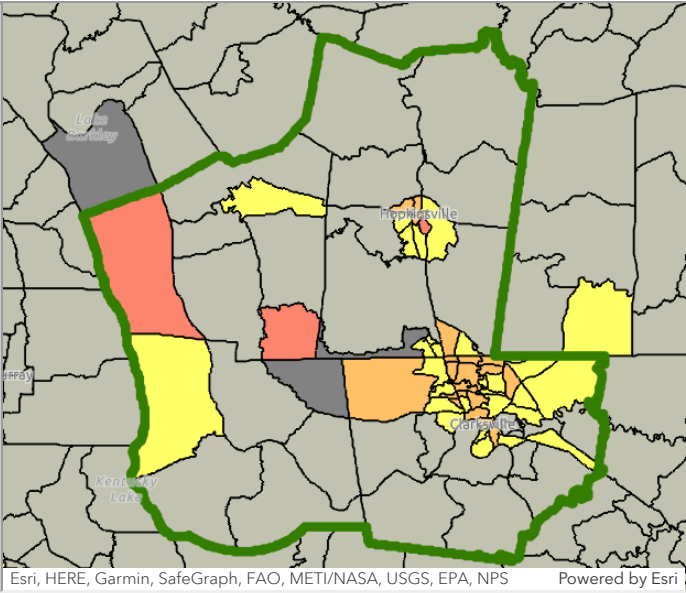 Lake
Barkley
Hopkinsville
urray
Clarksville
Kentucky
Lake
Esri, HERE, Garmin, SafeGraph, FAO, METI/NASA, USGS, EPA, NPS
Powered by Esri